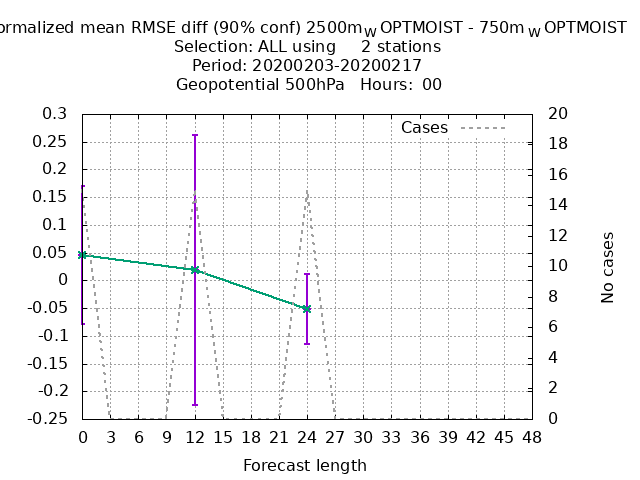 ormalized mean RMSE diff (90% conf) 2500m_W OPTMOIST - 750m_W OPTMOIST
Selection: ALL using     2 stations
Period: 20200203-20200217
Geopotential 500hPa   Hours:  00
Cases
0.3
0.25
0.2
0.15
0.1
0.05
0
-0.05
-0.1
-0.15
-0.2
-0.25
20
18
16
14
12
10
8
6
4
2
0
No cases
0 3 6 9 12 15 18 21 24 27 30 33 36 39 42 45 48
Forecast length